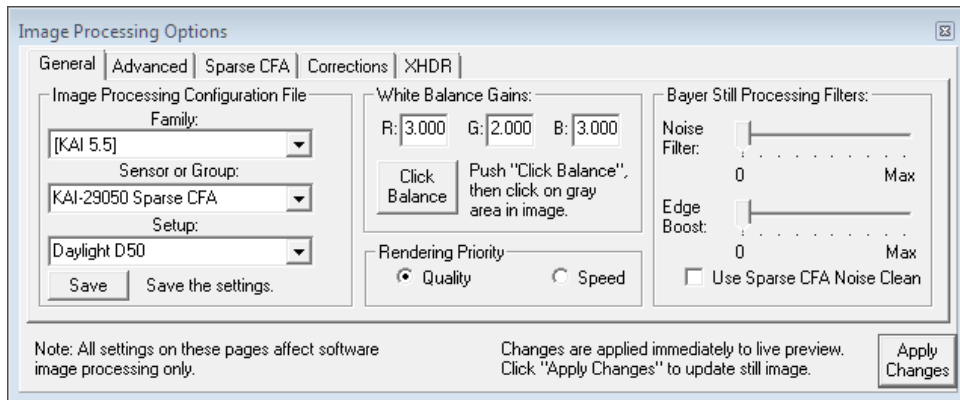 Image Processing Options
General Advanced Sparse CFA Corrections XHDR
Image Processing Configuration File
Family:
[KAI 5.5]
Sensor or Group:
KAI-29050 Sparse CFA
Setup:
Daylight D50
Save Save the settings.
White Balance Gains:
R: 3.000 G: 2.000 B: 3.000
Click
Balance
Push "Click Balance",
then click on gray
area in image.
Rendering Priority
Quality Speed
Bayer Still Processing Filters:
Noise
Filter:
0 Max
Edge
Boost:
0 Max
Use Sparse CFA Noise Clean
Note: All settings on these pages affect software
image processing only.
Changes are applied immediately to live preview.
Click "Apply Changes" to update still image.
Apply
Changes